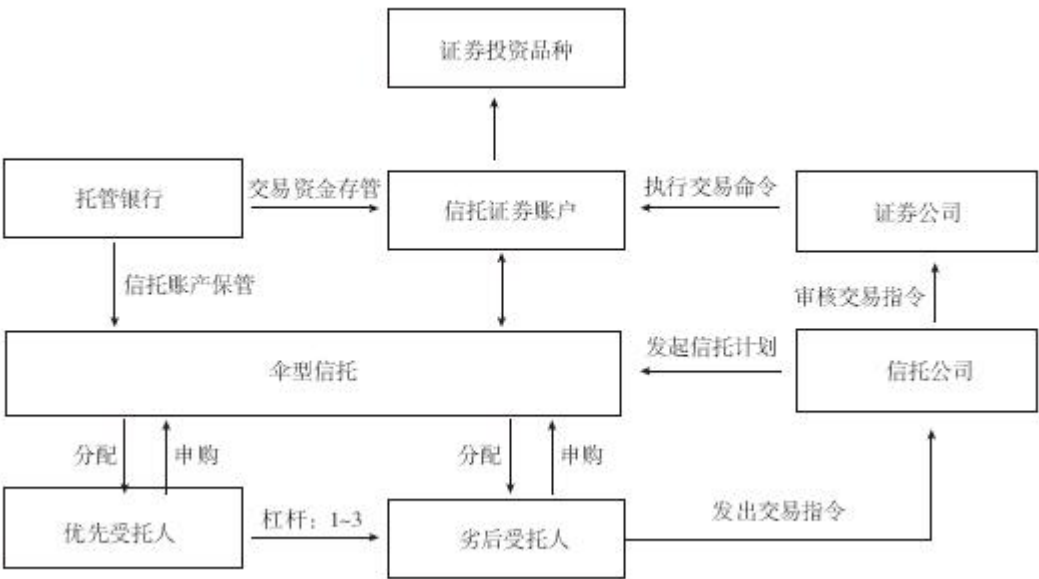 证券投资品种
托管银行
交易资金存管
信托证券账户
执行交易命令
证券公司
信托账产保管
审核交易指令
伞型信托
发起信托计划
信托公司
分配
申购
分配
申购
优先受托人
杠杆：1~3
劣后受托人
发出交易指令